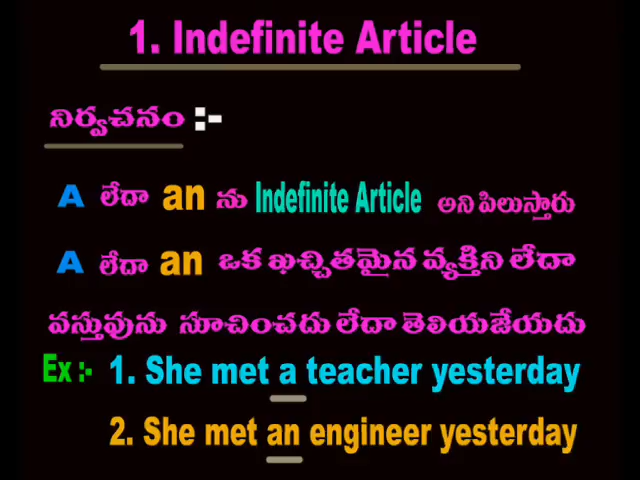 1. Indefinite Article
నిర్వచనం :-
A లేదా an ను Indefinite Article అని పిలుస్తారు
A లేదా an ఒక ఖచ్చితమైన వ్యక్తిని లేదా
వస్తువును సూచించదు లేదా తెలియజేయదు
Ex :- 1. She met a teacher yesterday
2. She met an engineer yesterday